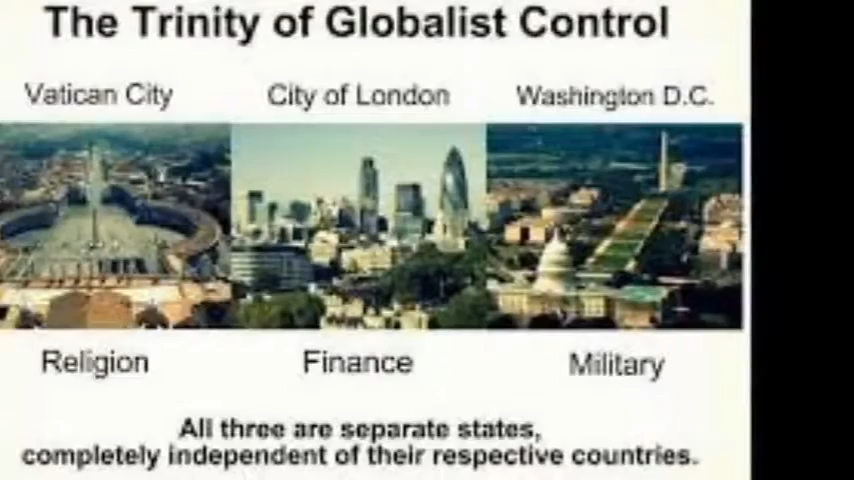 The Trinity of Globalist Control
Vatican City City of London Washington D.C.
Religion Finance Military
All three are separate states,
completely independent of their respective countries.